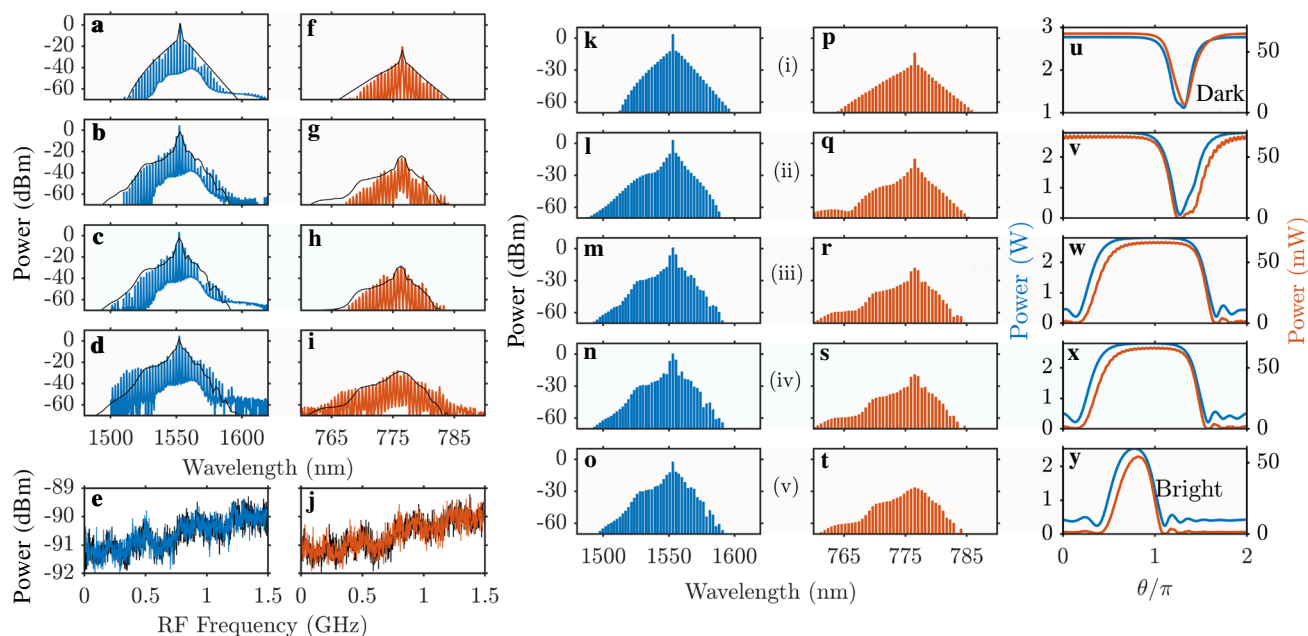 a
f
k
p
u
0
-20
-40
-60
0
-30
-60
(i)
3
2
1
50
0
Dark
b
g
l
q
v
0
-20
-40
-60
0
-30
-60
(ii)
2
1
0
50
0
c
h
m
r
w
0
-20
-40
-60
0
-30
-60
(iii)
2
1
0
50
0
d
i
n
s
x
0
-20
-40
-60
0
-30
-60
(iv)
2
1
0
50
0
1500 1550 1600
765 775 785
Wavelength (nm)
Power (dBm)
e
j
-89
-90
-91
-92
Power (dBm)
0 0.5 1 1.5
0 0.5 1 1.5
RF Frequency (GHz)
o
t
y
0
-30
-60
(v)
2
1
0
50
0
Bright
1500 1550 1600
765 775 785
0 1 2
Wavelength (nm)
θ/π
Power (dBm)
Power (W)
Power (mW)